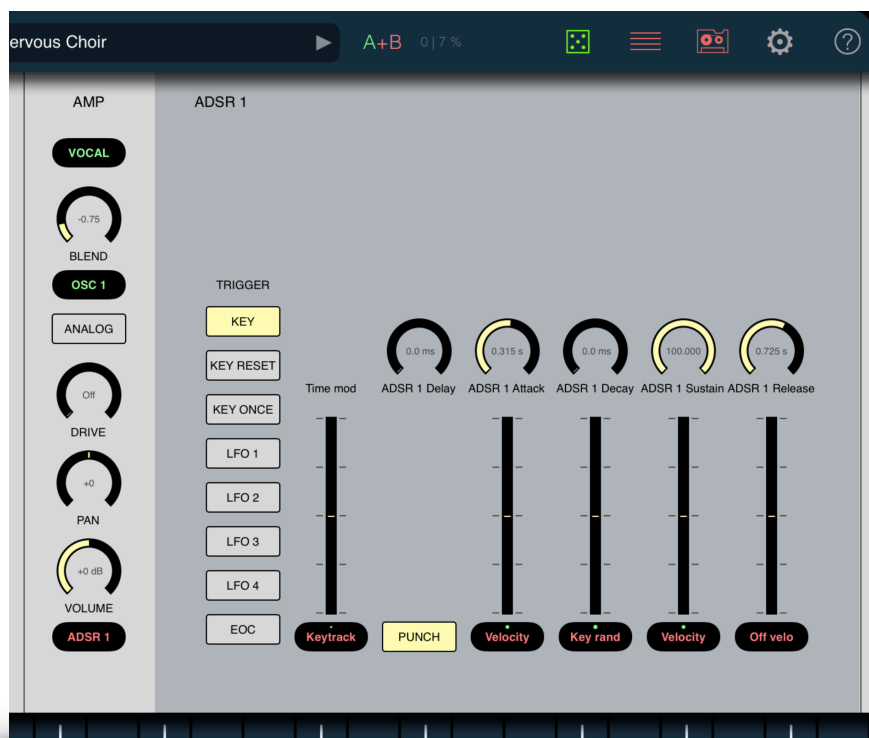 ervous Choir
A+B 0|7 %
?
AMP
ADSR 1
VOCAL
-0.75
BLEND
OSC 1
ANALOG
Off
DRIVE
+0
PAN
+0 dB
VOLUME
ADSR 1
TRIGGER
KEY
KEY RESET
KEY ONCE
LFO 1
LFO 2
LFO 3
LFO 4
EOC
Time mod
Keytrack
0.0 ms
ADSR 1 Delay
PUNCH
0.315 s
ADSR 1 Attack
Velocity
0.0 ms
ADSR 1 Decay
Key rand
100.000
ADSR 1 Sustain
Velocity
0.725 s
ADSR 1 Release
Off velo